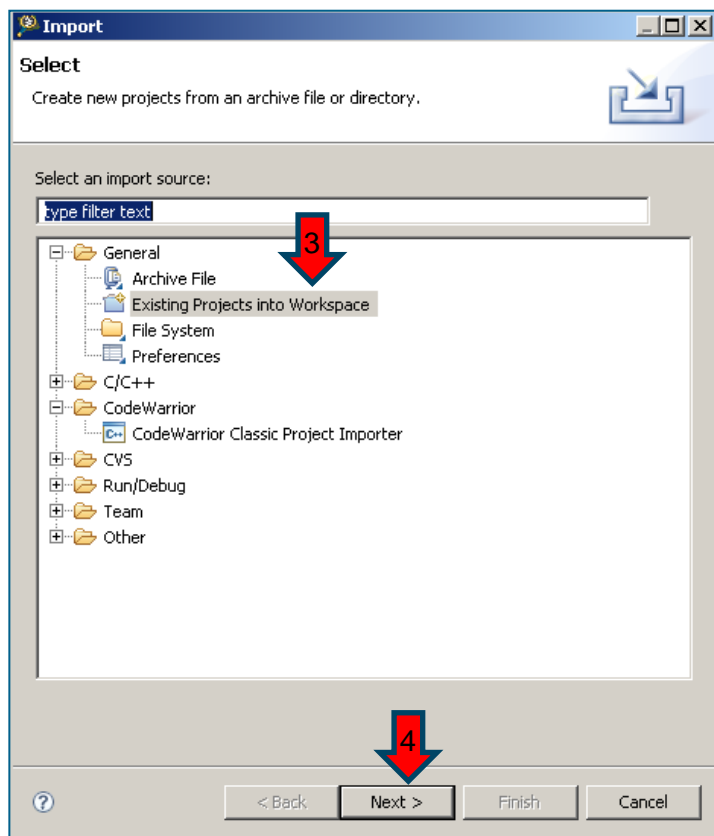 Import
Select
Create new projects from an archive file or directory.
Select an import source:
type filter text
3
General
Archive File
Existing Projects into Workspace
File System
Preferences
C/C++
CodeWarrior
C++ CodeWarrior Classic Project Importer
CVS
Run/Debug
Team
Other
4
? < Back Next > Finish Cancel